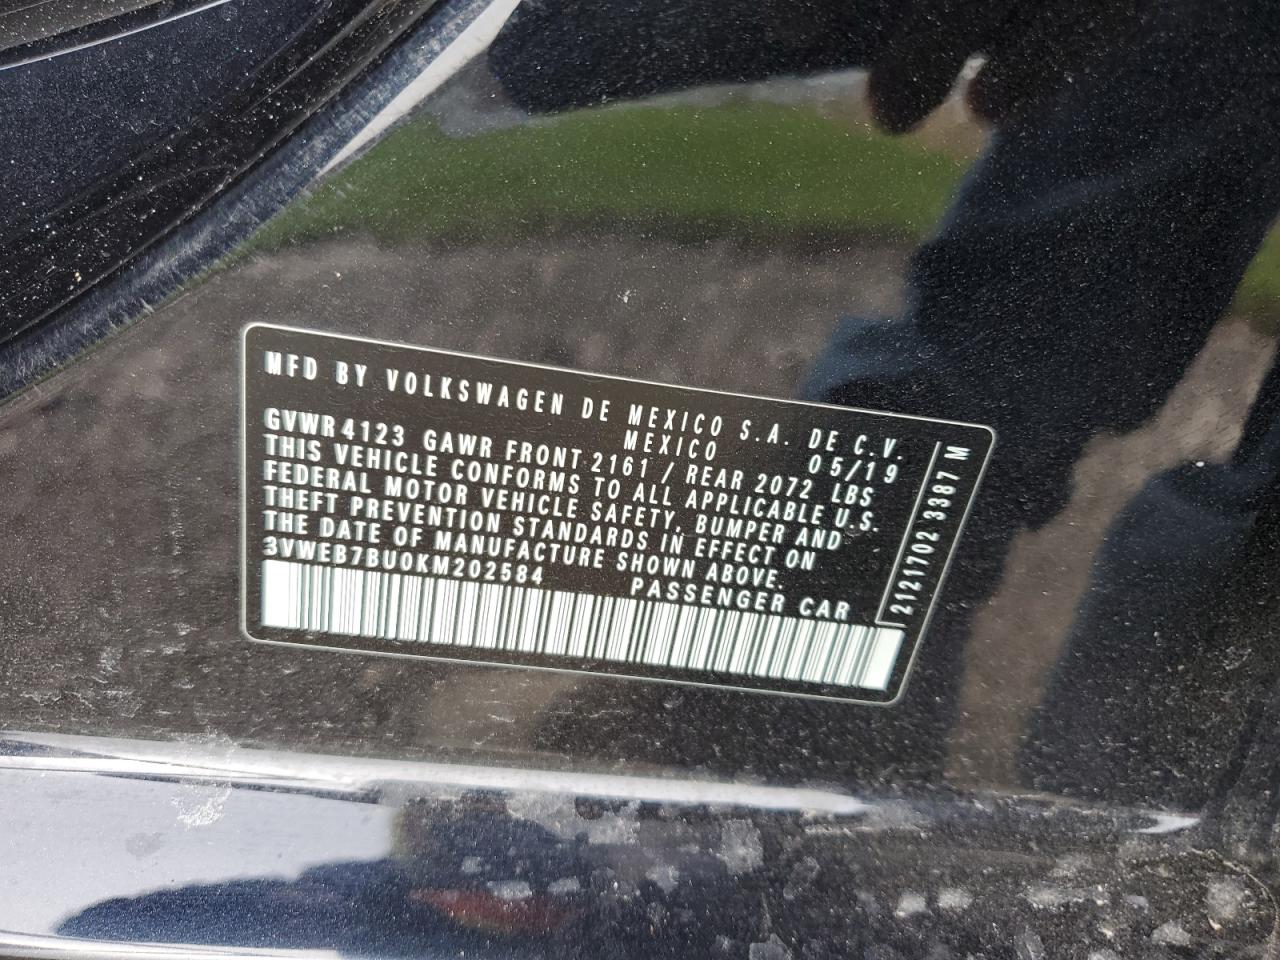 MFD BY VOLKSWAGEN DE MEXICO S.A. DE C.V.
MEXICO 05/19
GVWR 4123 GAWR FRONT 2161 / REAR 2072 LBS
THIS VEHICLE CONFORMS TO ALL APPLICABLE U.S.
FEDERAL MOTOR VEHICLE SAFETY, BUMPER AND
THEFT PREVENTION STANDARDS IN EFFECT ON
THE DATE OF MANUFACTURE SHOWN ABOVE.
3VWEB7BU0KM202584 PASSENGER CAR
2121702 3387 M